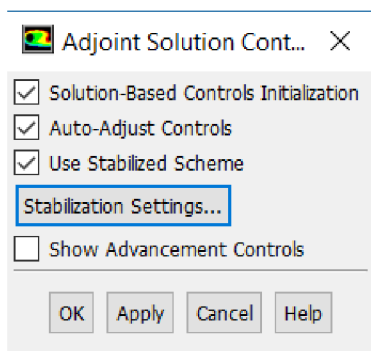 Adjoint Solution Cont...
Solution-Based Controls Initialization
Auto-Adjust Controls
Use Stabilized Scheme
Stabilization Settings...
Show Advancement Controls
OK Apply Cancel Help